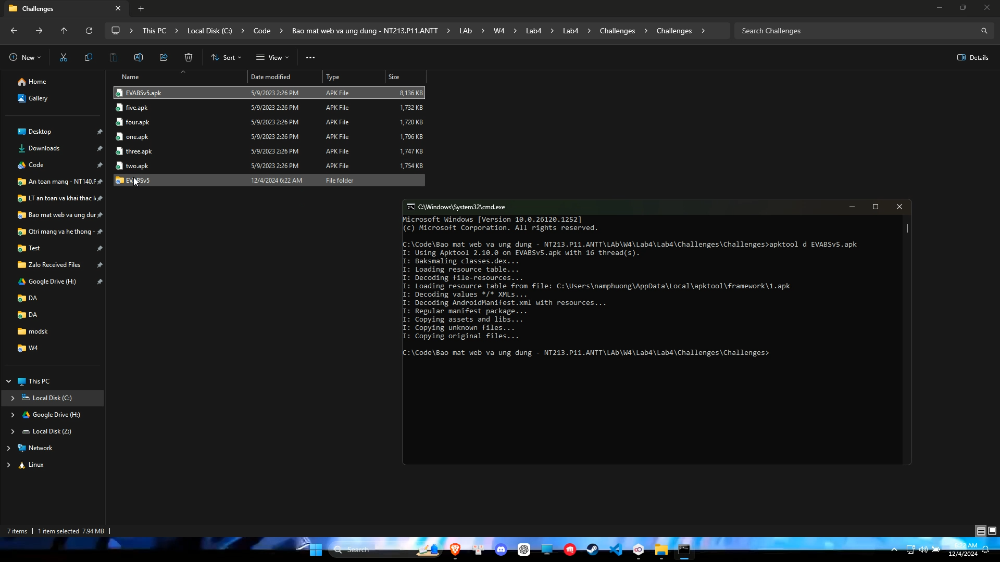 Challenges
This PC
Local Disk (C:)
Code
Bao mat web va ung dung - NT213.P11.ANTT
LAb
W4
Lab4
Lab4
Challenges
Challenges
Search Challenges
New
Sort
View
Details
Name
Date modified
Type
Size
Home
Gallery
Desktop
Downloads
Code
An toan mang - NT140.F
LT an toan va khai thac l
Bao mat web va ung dur
Qtri mang va he thong -
Test
Zalo Received Files
Google Drive (H:)
DA
DA
modsk
W4
This PC
Local Disk (C:)
Google Drive (H:)
Local Disk (Z:)
Network
Linux
EVABSv5.apk 5/9/2023 2:26 PM APK File 8,136 KB
five.apk 5/9/2023 2:26 PM APK File 1,732 KB
four.apk 5/9/2023 2:26 PM APK File 1,720 KB
one.apk 5/9/2023 2:26 PM APK File 1,796 KB
three.apk 5/9/2023 2:26 PM APK File 1,747 KB
two.apk 5/9/2023 2:26 PM APK File 1,754 KB
EVABSv5 12/4/2024 6:22 AM File folder
C:\Windows\System32\cmd.exe
Microsoft Windows [Version 10.0.26120.1252]
(c) Microsoft Corporation. All rights reserved.
C:\Code\Bao mat web va ung dung - NT213.P11.ANTT\LAb\W4\Lab4\Lab4\Challenges\Challenges>apktool d EVABSv5.apk
I: Using Apktool 2.10.0 on EVABSv5.apk with 16 thread(s).
I: Baksmaling classes.dex...
I: Loading resource table...
I: Decoding file-resources...
I: Loading resource table from file: C:\Users\namphuong\AppData\Local\apktool\framework\1.apk
I: Decoding values */* XMLs...
I: Decoding AndroidManifest.xml with resources...
I: Regular manifest package...
I: Copying assets and libs...
I: Copying unknown files...
I: Copying original files...
C:\Code\Bao mat web va ung dung - NT213.P11.ANTT\LAb\W4\Lab4\Lab4\Challenges\Challenges>
7 items
1 item selected 7.94 MB
Search
6:22 AM
12/4/2024